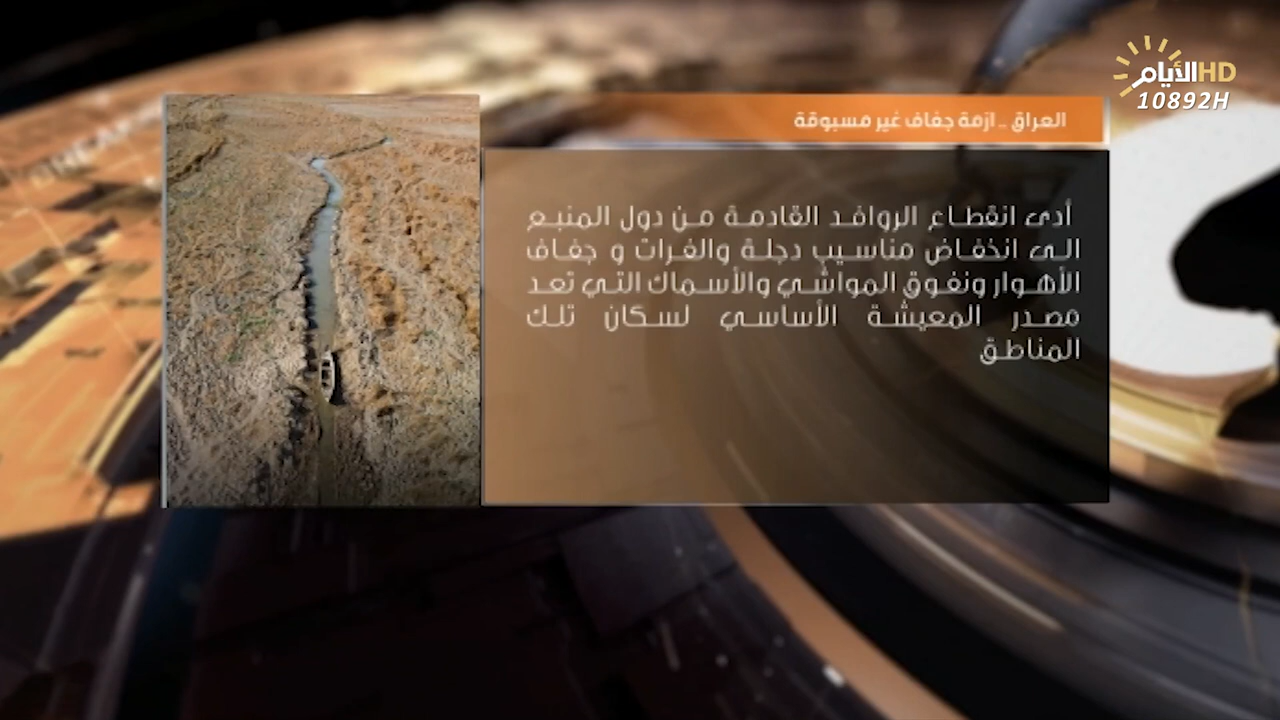 الأيام HD
10892H
العراق - ازمة جفاف غير مسبوقة
أدى انقطاع الروافد القادمة من دول المنبع
الى انخفاض مناسيب دجلة والفرات و جفاف
الأهوار ونفوق المواشي والأسماك التي تعد
مصدر المعيشة الأساسي لسكان تلك
المناطق